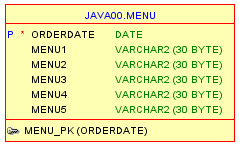 JAVA00.MENU
P * ORDERDATE DATE
MENU1 VARCHAR2 (30 BYTE)
MENU2 VARCHAR2 (30 BYTE)
MENU3 VARCHAR2 (30 BYTE)
MENU4 VARCHAR2 (30 BYTE)
MENU5 VARCHAR2 (30 BYTE)
MENU_PK (ORDERDATE)